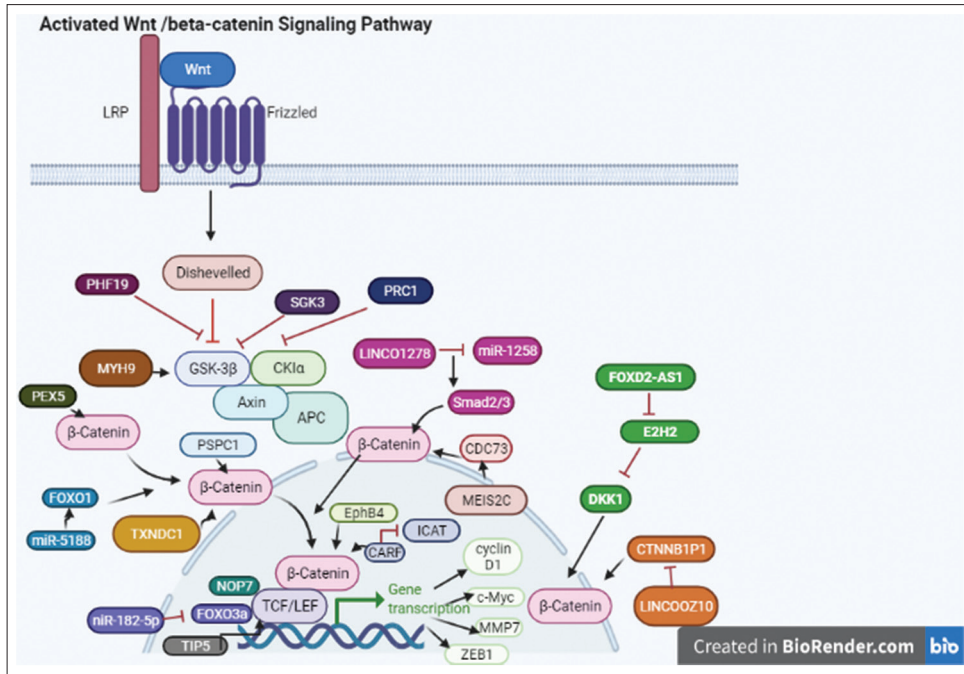 Activated Wnt /beta-catenin Signaling Pathway
Wnt
LRP
Frizzled
Dishevelled
PHF19
SGK3
PRC1
MYH9
GSK-3β
CKIα
LINCO1278
miR-1258
FOXD2-AS1
PEX5
Axin
APC
Smad2/3
E2H2
β-Catenin
PSPC1
β-Catenin
CDC73
β-Catenin
MEIS2C
DKK1
FOXO1
TXNDC1
miR-5188
EphB4
ICAT
CARF
cyclin
D1
CTNNB1P1
β-Catenin
NOP7
Gene
transcription
c-Myc
β-Catenin
LINCOOZ10
niR-182-5p
FOXO3a
TCF/LEF
MMP7
TIP5
ZEB1
Created in BioRender.com bio